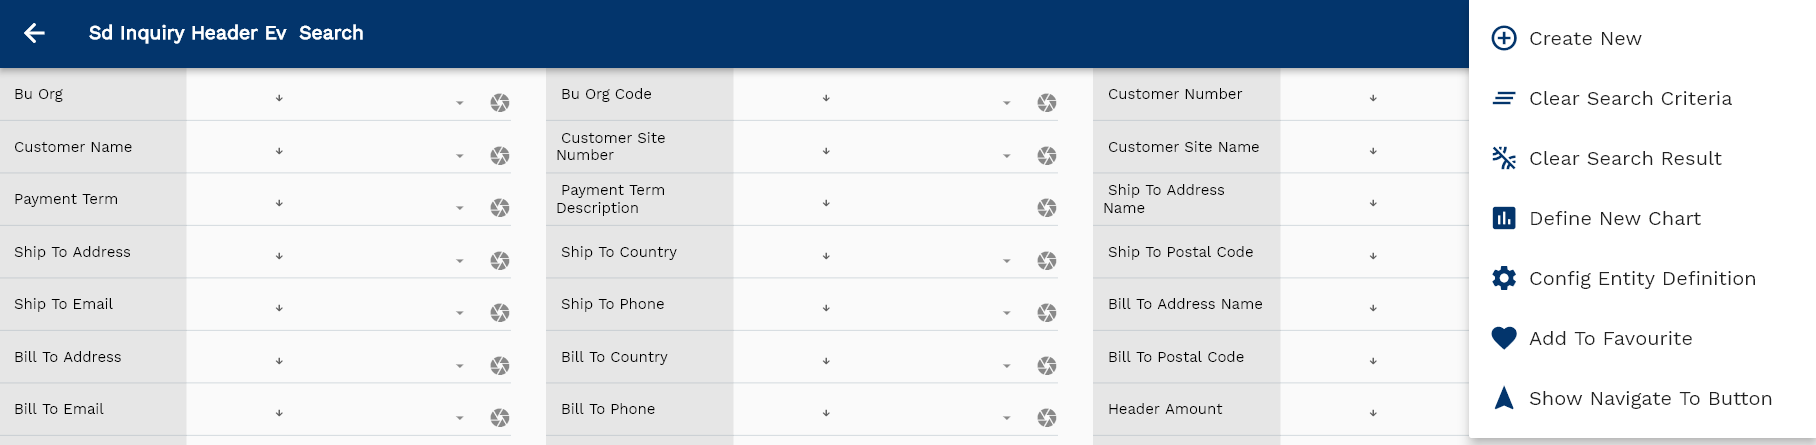 Sd Inquiry Header Ev  Search
Bu Org
Bu Org Code
Customer Number
Customer Name
Customer Site
Number
Customer Site Name
Payment Term
Payment Term
Description
Ship To Address
Name
Ship To Address
Ship To Country
Ship To Postal Code
Ship To Email
Ship To Phone
Bill To Address Name
Bill To Address
Bill To Country
Bill To Postal Code
Bill To Email
Bill To Phone
Header Amount
Create New
Clear Search Criteria
Clear Search Result
Define New Chart
Config Entity Definition
Add To Favourite
Show Navigate To Button